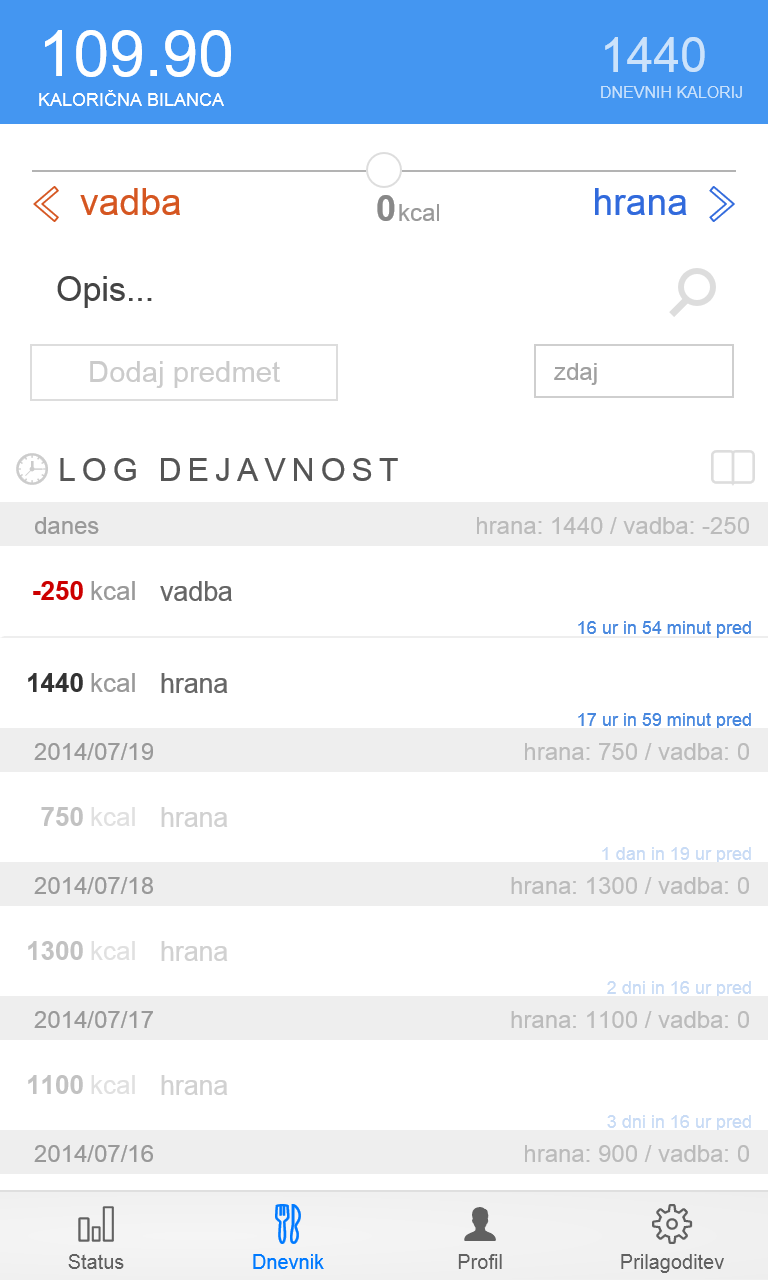 109.90
1440
KALORIČNA BILANCA
DNEVNIH KALORIJ
vadba
0 kcal
hrana
Opis...
Dodaj predmet
zdaj
LOG DEJAVNOST
danes
hrana: 1440 / vadba: -250
-250 kcal vadba
16 ur in 54 minut pred
1440 kcal hrana
17 ur in 59 minut pred
2014/07/19
hrana: 750 / vadba: 0
750 kcal hrana
1 dan in 19 ur pred
2014/07/18
hrana: 1300 / vadba: 0
1300 kcal hrana
2 dni in 16 ur pred
2014/07/17
hrana: 1100 / vadba: 0
1100 kcal hrana
3 dni in 16 ur pred
2014/07/16
hrana: 900 / vadba: 0
Status
Dnevnik
Profil
Prilagoditev